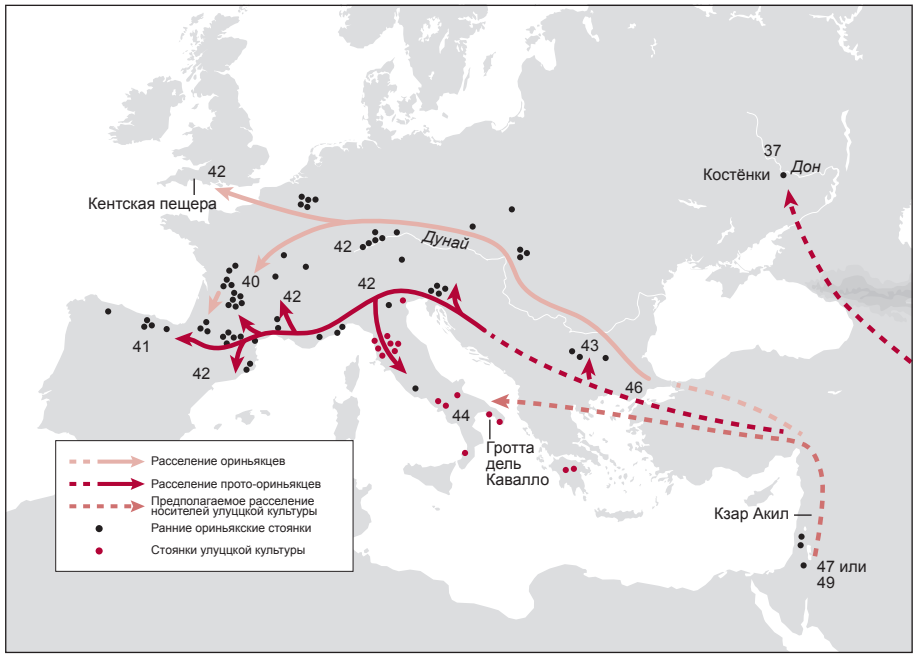 37
Дон
Костёнки
42
Кентская пещера
Дунай
42
40
42
42
41
42
43
46
44
Гротта
дель
Кавалло
Кзар Акил
47 или
49
Расселение ориньякцев
Расселение прото-ориньякцев
Предполагаемое расселение
носителей улуццкой культуры
Ранние ориньякские стоянки
Стоянки улуццкой культуры